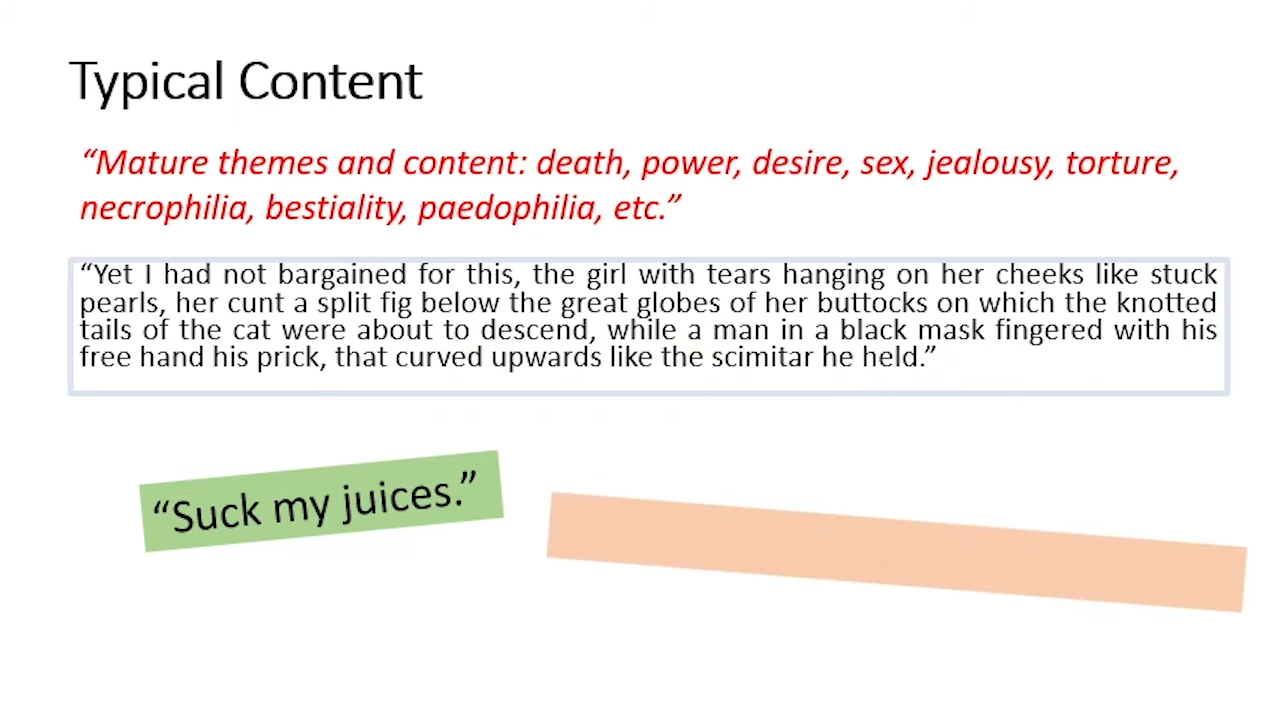 Typical Content
“Mature themes and content: death, power, desire, sex, jealousy, torture,
necrophilia, bestiality, paedophilia, etc.”
“Yet I had not bargained for this, the girl with tears hanging on her cheeks like stuck
pearls, her cunt a split fig below the great globes of her buttocks on which the knotted
tails of the cat were about to descend, while a man in a black mask fingered with his
free hand his prick, that curved upwards like the scimitar he held.”
“Suck my juices.”